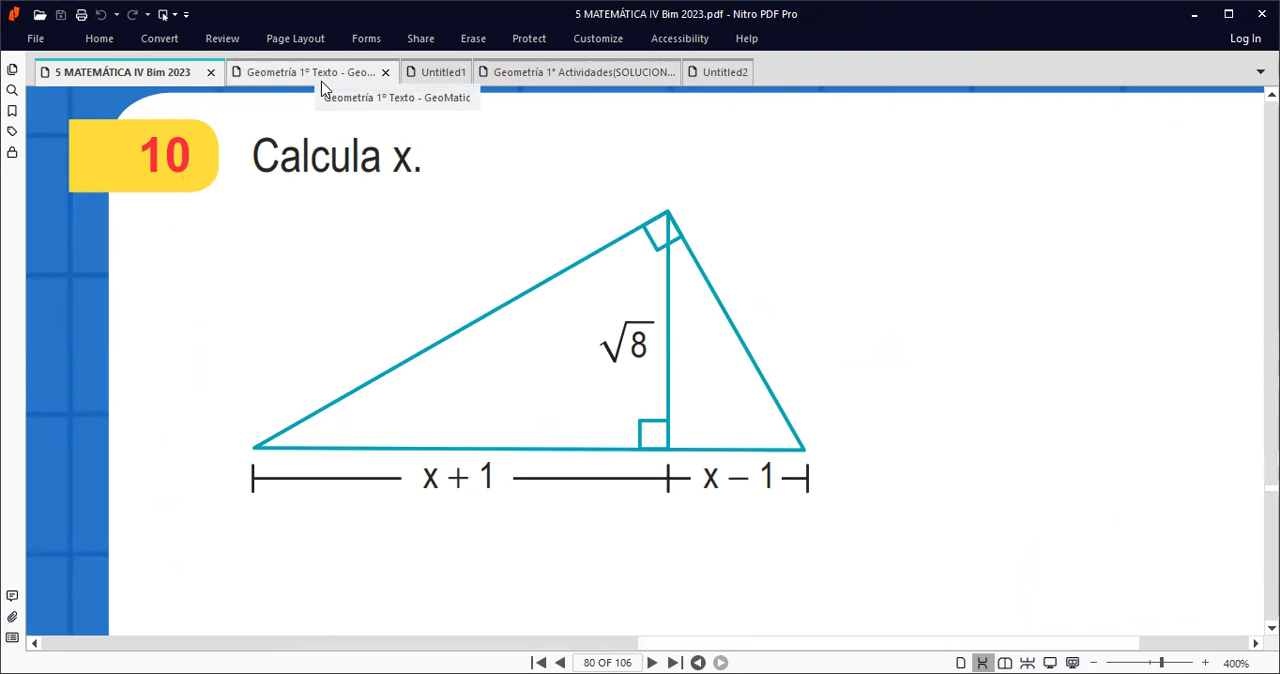 5 MATEMÁTICA IV Bim 2023.pdf - Nitro PDF Pro
File Home Convert Review Page Layout Forms Share Erase Protect Customize Accessibility Help Log In
5 MATEMÁTICA IV Bim 2023 Geometría 1º Texto - Geo... Untitled1 Geometría 1° Actividades(SOLUCION... Untitled2
Geometría 1º Texto - GeoMatic
10 Calcula x.
√8
x + 1 x – 1
80 OF 106 400%